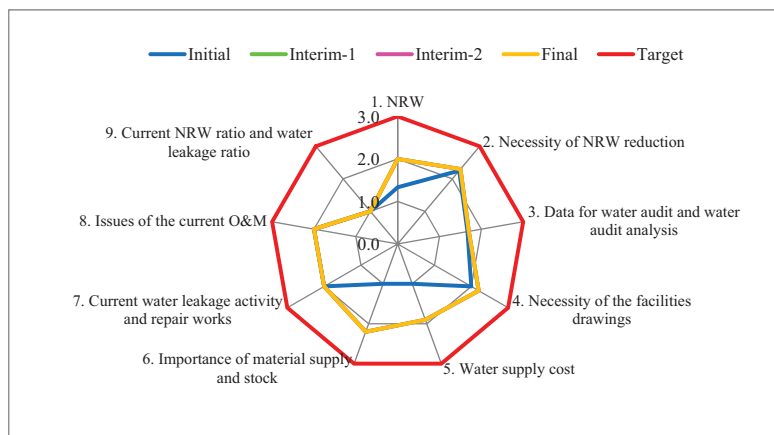 Initial Interim-1 Interim-2 Final Target
1. NRW
3.0
2.0
1.0
0.0
2. Necessity of NRW reduction
3. Data for water audit and water
audit analysis
4. Necessity of the facilities
drawings
5. Water supply cost
6. Importance of material supply
and stock
7. Current water leakage activity
and repair works
8. Issues of the current O&M
9. Current NRW ratio and water
leakage ratio